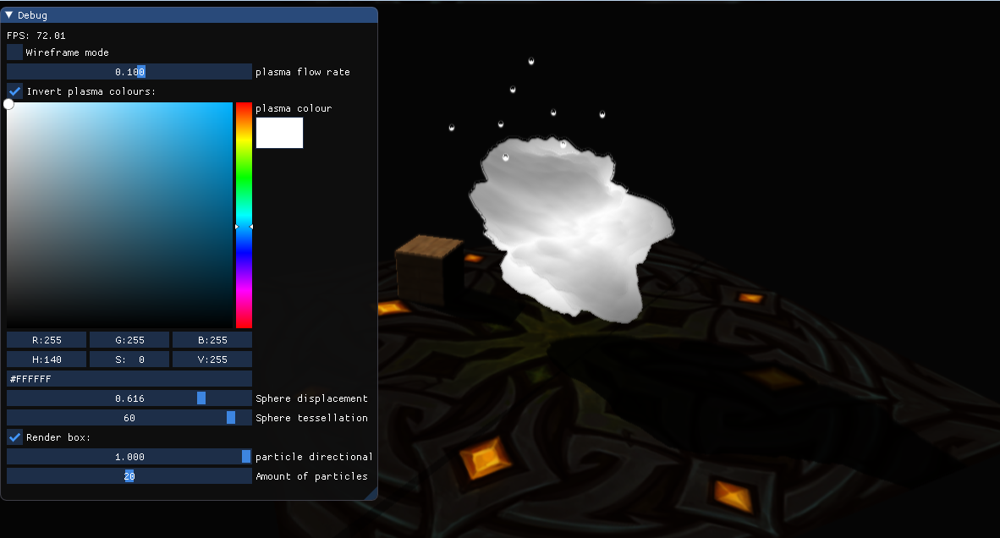 Debug
FPS: 72.01
Wireframe mode
0.100 plasma flow rate
Invert plasma colours:
plasma colour
R:255 G:255 B:255
H:140 S: 0 V:255
#FFFFFF
0.616 Sphere displacement
60 Sphere tessellation
Render box:
1.000 particle directional
20 Amount of particles